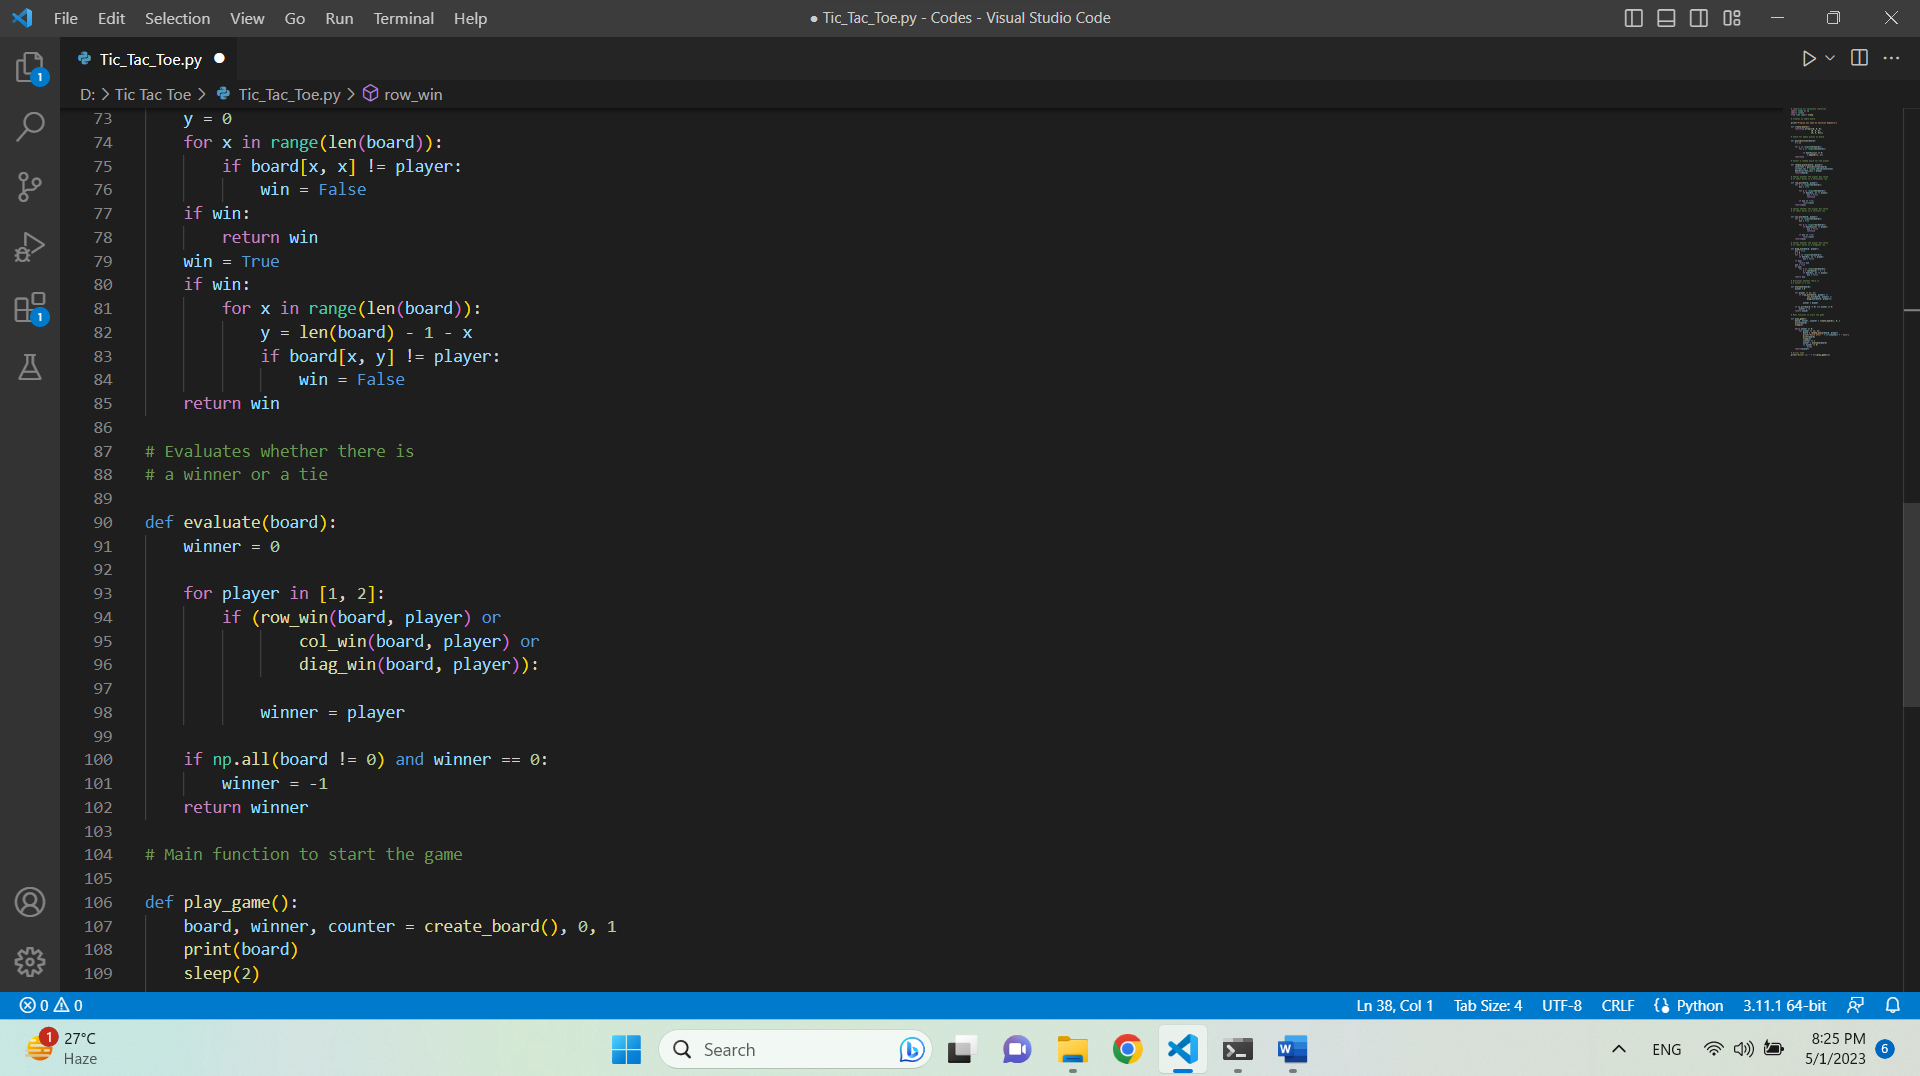 File Edit Selection View Go Run Terminal Help
● Tic_Tac_Toe.py - Codes - Visual Studio Code
Tic_Tac_Toe.py
D: > Tic Tac Toe > Tic_Tac_Toe.py > row_win
1
1
73 y = 0
74 for x in range(len(board)):
75 if board[x, x] != player:
76 win = False
77 if win:
78 return win
79 win = True
80 if win:
81 for x in range(len(board)):
82 y = len(board) - 1 - x
83 if board[x, y] != player:
84 win = False
85 return win
86
87 # Evaluates whether there is
88 # a winner or a tie
89
90 def evaluate(board):
91 winner = 0
92
93 for player in [1, 2]:
94 if (row_win(board, player) or
95 col_win(board, player) or
96 diag_win(board, player)):
97
98 winner = player
99
100 if np.all(board != 0) and winner == 0:
101 winner = -1
102 return winner
103
104 # Main function to start the game
105
106 def play_game():
107 board, winner, counter = create_board(), 0, 1
108 print(board)
109 sleep(2)
0 0
Ln 38, Col 1 Tab Size: 4 UTF-8 CRLF Python 3.11.1 64-bit
1 27°C
Haze
Search
W
ENG
8:25 PM
5/1/2023
6